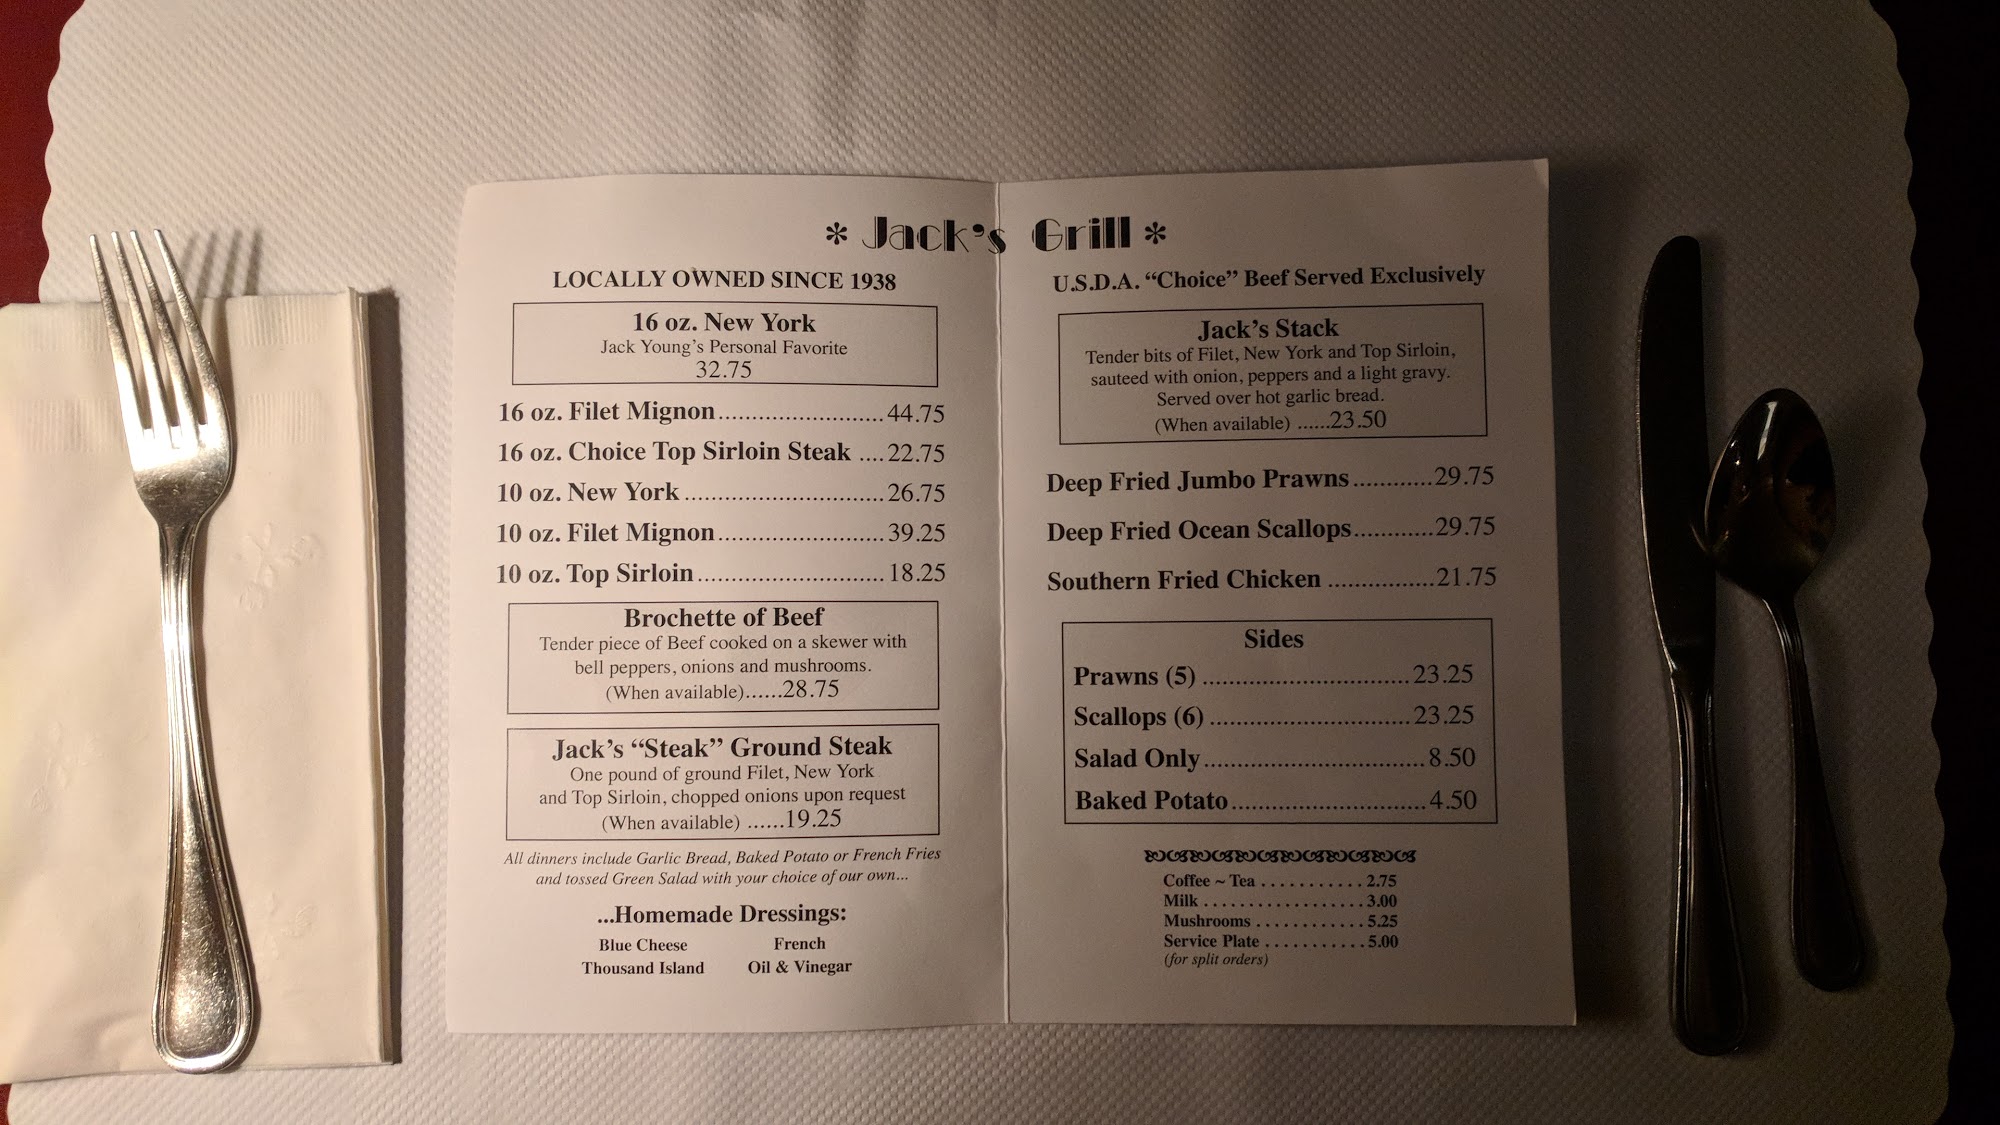 * Jack's Grill *
LOCALLY OWNED SINCE 1938
16 oz. New York
Jack Young's Personal Favorite
32.75
16 oz. Filet Mignon......................44.75
16 oz. Choice Top Sirloin Steak ....22.75
10 oz. New York ...........................26.75
10 oz. Filet Mignon......................39.25
10 oz. Top Sirloin......................... 18.25
Brochette of Beef
Tender piece of Beef cooked on a skewer with
bell peppers, onions and mushrooms.
(When available)......28.75
Jack's “Steak” Ground Steak
One pound of ground Filet, New York
and Top Sirloin, chopped onions upon request
(When available) ......19.25
All dinners include Garlic Bread, Baked Potato or French Fries
and tossed Green Salad with your choice of our own...
...Homemade Dressings:
Blue Cheese French
Thousand Island Oil & Vinegar
U.S.D.A. “Choice” Beef Served Exclusively
Jack's Stack
Tender bits of Filet, New York and Top Sirloin,
sauteed with onion, peppers and a light gravy.
Served over hot garlic bread.
(When available) ......23.50
Deep Fried Jumbo Prawns............29.75
Deep Fried Ocean Scallops............29.75
Southern Fried Chicken ................21.75
Sides
Prawns (5) ...............................23.25
Scallops (6) ..............................23.25
Salad Only.................................8.50
Baked Potato.............................4.50
Coffee ~ Tea . . . . . . . . . . . 2.75
Milk . . . . . . . . . . . . . . . . . 3.00
Mushrooms . . . . . . . . . . . . 5.25
Service Plate . . . . . . . . . . . 5.00
(for split orders)